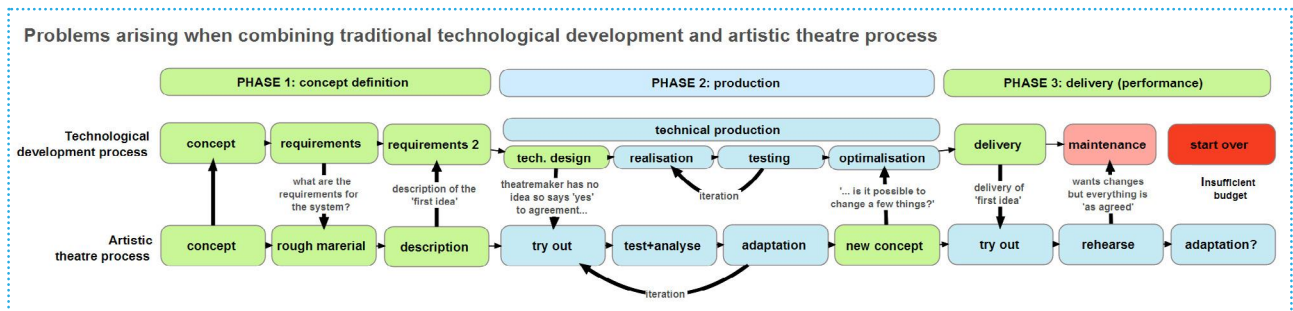 Problems arising when combining traditional technological development and artistic theatre process
PHASE 1: concept definition
PHASE 2: production
PHASE 3: delivery (performance)
Technological
development process
concept
requirements
requirements 2
technical production
tech. design
realisation
testing
optimalisation
delivery
maintenance
start over
what are the
requirements for
the system?
description of the
'first idea'
theatremaker has no
idea so says 'yes'
to agreement...
iteration
'... is it possible to
change a few things?'
delivery of
'first idea'
wants changes
but everything is
'as agreed'
Insufficient
budget
Artistic
theatre process
concept
rough marerial
description
try out
test+analyse
adaptation
new concept
try out
rehearse
adaptation?
iteration